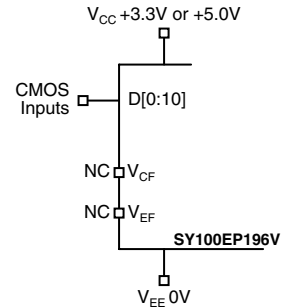 VCC +3.3V or +5.0V
CMOS
Inputs
D[0:10]
NC VCF
NC VEF
SY100EP196V
VEE 0V